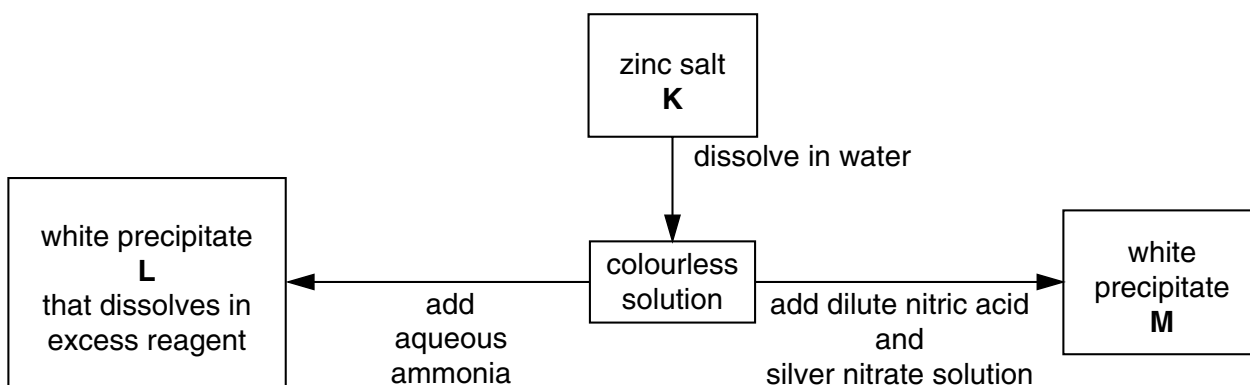 zinc salt
K
dissolve in water
white precipitate
L
that dissolves in
excess reagent
add
aqueous
ammonia
colourless
solution
add dilute nitric acid
and
silver nitrate solution
white
precipitate
M